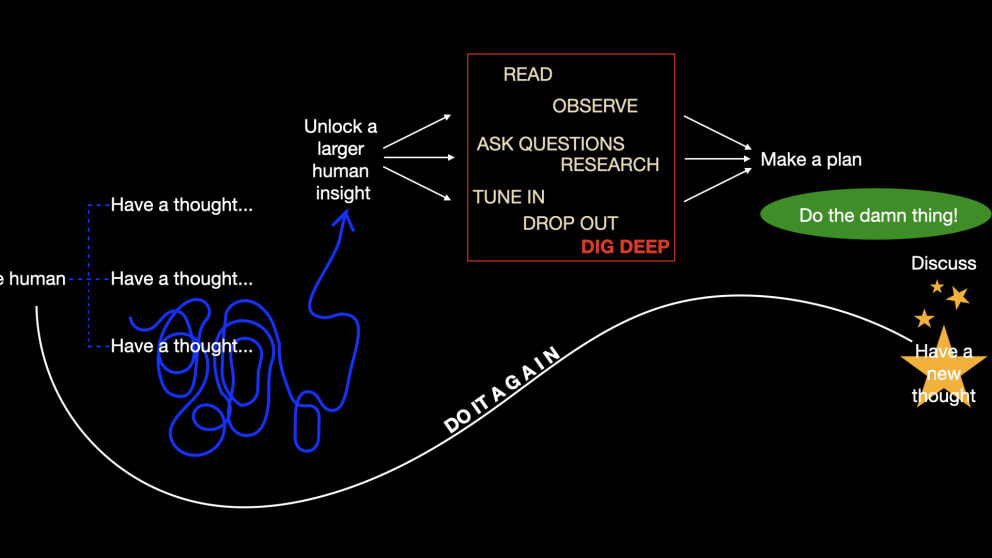 e human
Have a thought...
Have a thought...
Have a thought...
Unlock a
larger
human
insight
READ
OBSERVE
ASK QUESTIONS
RESEARCH
TUNE IN
DROP OUT
DIG DEEP
Make a plan
Do the damn thing!
Discuss
Have a
new
thought
DO IT AGAIN